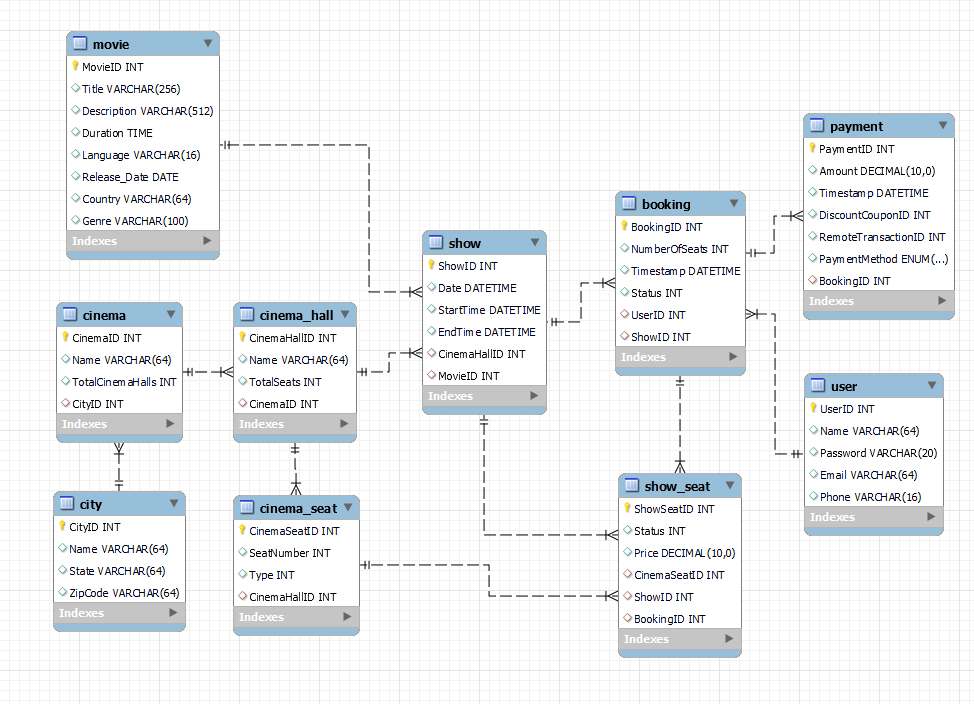 movie
MovieID INT
Title VARCHAR(256)
Description VARCHAR(512)
Duration TIME
Language VARCHAR(16)
Release_Date DATE
Country VARCHAR(64)
Genre VARCHAR(100)
Indexes
cinema
CinemaID INT
Name VARCHAR(64)
TotalCinemaHalls INT
CityID INT
Indexes
city
CityID INT
Name VARCHAR(64)
State VARCHAR(64)
ZipCode VARCHAR(64)
Indexes
cinema_hall
CinemaHallID INT
Name VARCHAR(64)
TotalSeats INT
CinemaID INT
Indexes
cinema_seat
CinemaSeatID INT
SeatNumber INT
Type INT
CinemaHallID INT
Indexes
show
ShowID INT
Date DATETIME
StartTime DATETIME
EndTime DATETIME
CinemaHallID INT
MovieID INT
Indexes
booking
BookingID INT
NumberOfSeats INT
Timestamp DATETIME
Status INT
UserID INT
ShowID INT
Indexes
show_seat
ShowSeatID INT
Status INT
Price DECIMAL(10,0)
CinemaSeatID INT
ShowID INT
BookingID INT
Indexes
payment
PaymentID INT
Amount DECIMAL(10,0)
Timestamp DATETIME
DiscountCouponID INT
RemoteTransactionID INT
PaymentMethod ENUM(...)
BookingID INT
Indexes
user
UserID INT
Name VARCHAR(64)
Password VARCHAR(20)
Email VARCHAR(64)
Phone VARCHAR(16)
Indexes